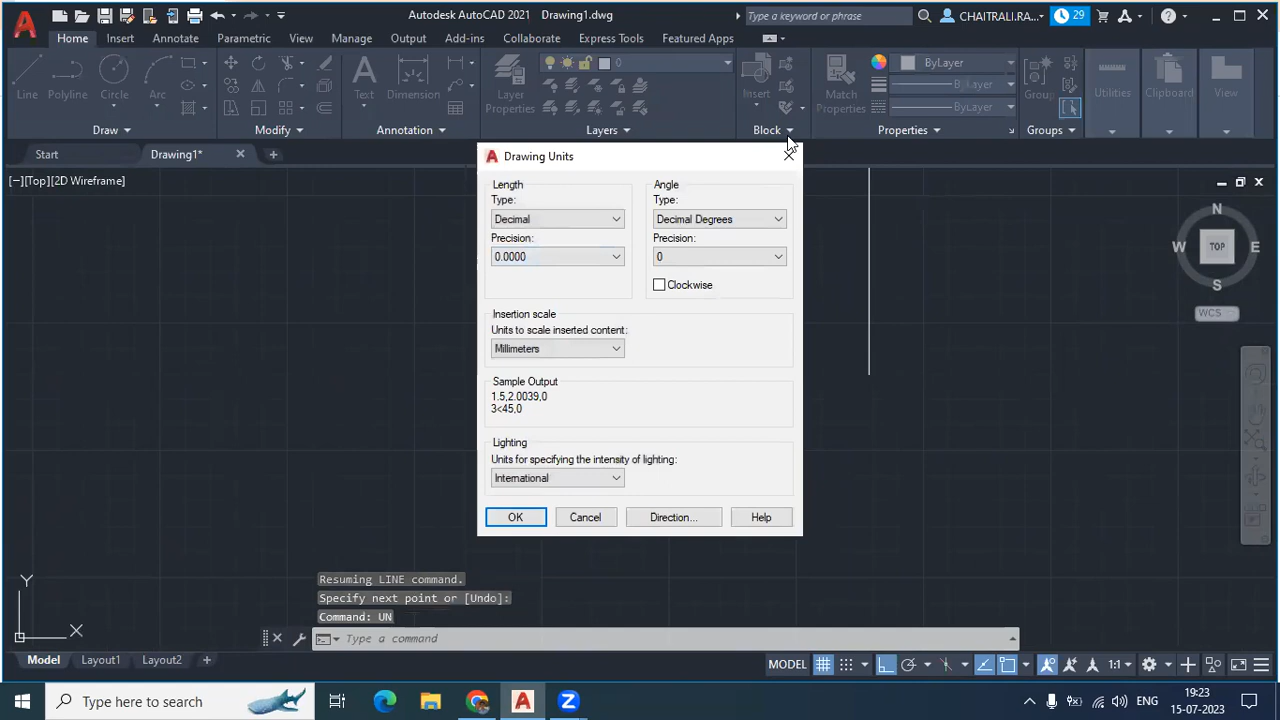 Autodesk AutoCAD 2021 Drawing1.dwg
Type a keyword or phrase
CHAITRALI.RA...
29
Home Insert Annotate Parametric View Manage Output Add-ins Collaborate Express Tools Featured Apps
Line Polyline Circle Arc
Text Dimension
Layer Properties
0
Insert
Match Properties
ByLayer
ByLayer
ByLayer
Group
Utilities Clipboard View
Draw Modify Annotation Layers Block Properties Groups
Start Drawing1*
[−][Top][2D Wireframe]
Drawing Units
Length
Type:
Decimal
Precision:
0.0000
Angle
Type:
Decimal Degrees
Precision:
0
Clockwise
Insertion scale
Units to scale inserted content:
Millimeters
Sample Output
1.5,2.0039,0
3<45,0
Lighting
Units for specifying the intensity of lighting:
International
OK Cancel Direction... Help
N
W TOP E
S
WCS
Y
X
Resuming LINE command.
Specify next point or [Undo]:
Command: UN
Type a command
Model Layout1 Layout2 +
MODEL
1:1
Type here to search
ENG
19:23
15-07-2023